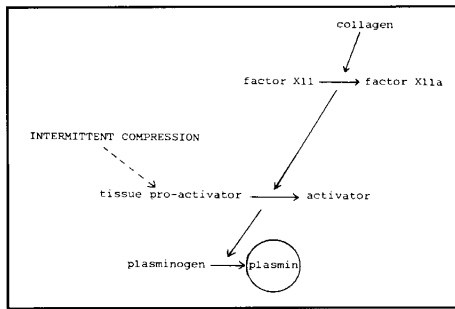 collagen
factor X11 factor X11a
INTERMITTENT COMPRESSION
tissue pro-activator activator
plasminogen plasmin